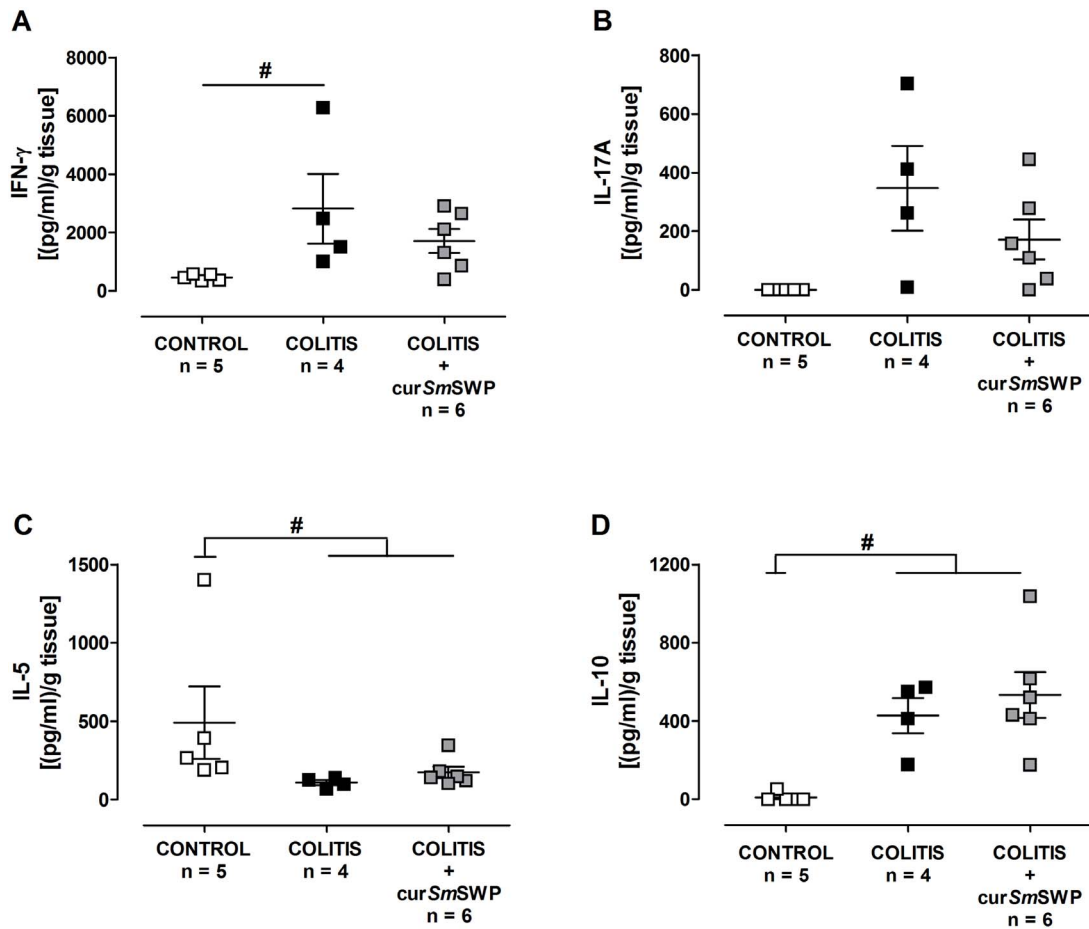 A
IFN-γ
[(pg/ml)/g tissue]
8000
6000
4000
2000
0
#
CONTROL
n = 5
COLITIS
n = 4
COLITIS
+
curSmSWP
n = 6
B
IL-17A
[(pg/ml)/g tissue]
800
600
400
200
0
CONTROL
n = 5
COLITIS
n = 4
COLITIS
+
curSmSWP
n = 6
C
IL-5
[(pg/ml)/g tissue]
1500
1000
500
0
#
CONTROL
n = 5
COLITIS
n = 4
COLITIS
+
curSmSWP
n = 6
D
IL-10
[(pg/ml)/g tissue]
1200
800
400
0
#
CONTROL
n = 5
COLITIS
n = 4
COLITIS
+
curSmSWP
n = 6